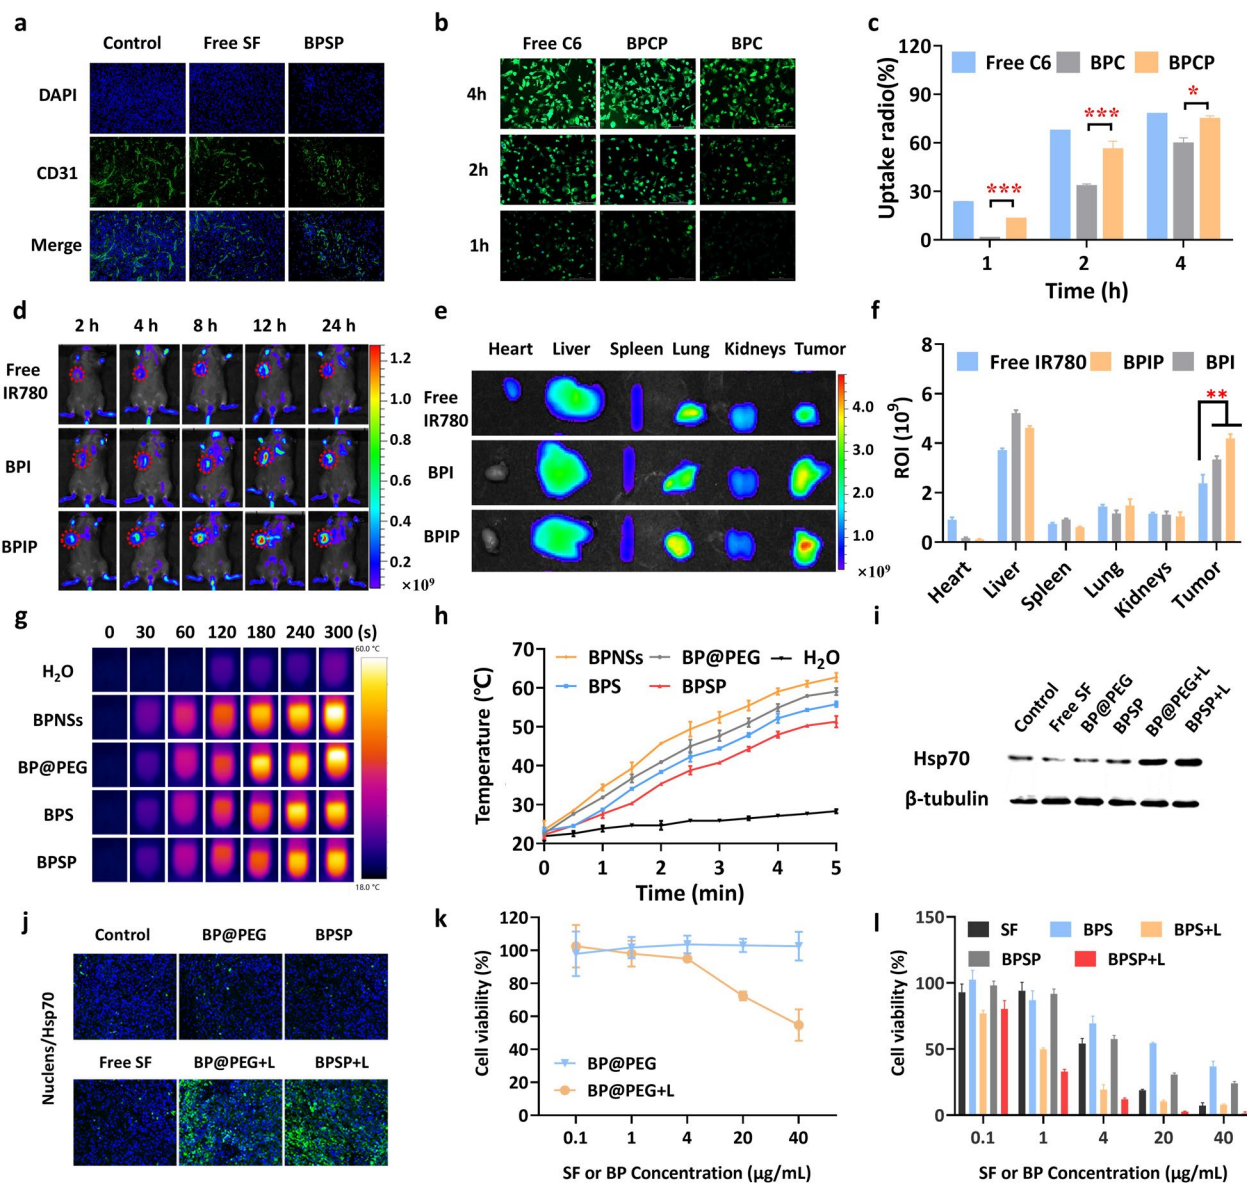 a
Control Free SF BPSP
DAPI
CD31
Merge
b
Free C6 BPCP BPC
4h
2h
1h
c
Free C6 BPC BPCP
Uptake radio(%)
120
90
60
30
0
*** *** *
1 2 4
Time (h)
d
2 h 4 h 8 h 12 h 24 h
Free
IR780
BPI
BPIP
1.2
1.0
0.8
0.6
0.4
0.2
×10⁹
e
Heart Liver Spleen Lung Kidneys Tumor
Free
IR780
BPI
BPIP
4.0
3.0
2.0
1.0
×10⁹
f
Free IR780 BPIP BPI
ROI (10⁹)
8
6
4
2
0
**
Heart Liver Spleen Lung Kidneys Tumor
g
0 30 60 120 180 240 300 (s)
H₂O
BPNSs
BP@PEG
BPS
BPSP
60.0 °C
18.0 °C
h
BPNSs BP@PEG H₂O
BPS BPSP
Temperature (℃)
70
60
50
40
30
20
0 1 2 3 4 5
Time (min)
i
Control Free SF BP@PEG BPSP BP@PEG+L BPSP+L
Hsp70
β-tubulin
j
Control BP@PEG BPSP
Nuclens/Hsp70
Free SF BP@PEG+L BPSP+L
k
Cell viability (%)
120
100
80
60
40
20
0
BP@PEG
BP@PEG+L
0.1 1 4 20 40
SF or BP Concentration (μg/mL)
l
SF BPS BPS+L
BPSP BPSP+L
Cell viability (%)
150
100
50
0
0.1 1 4 20 40
SF or BP Concentration (μg/mL)